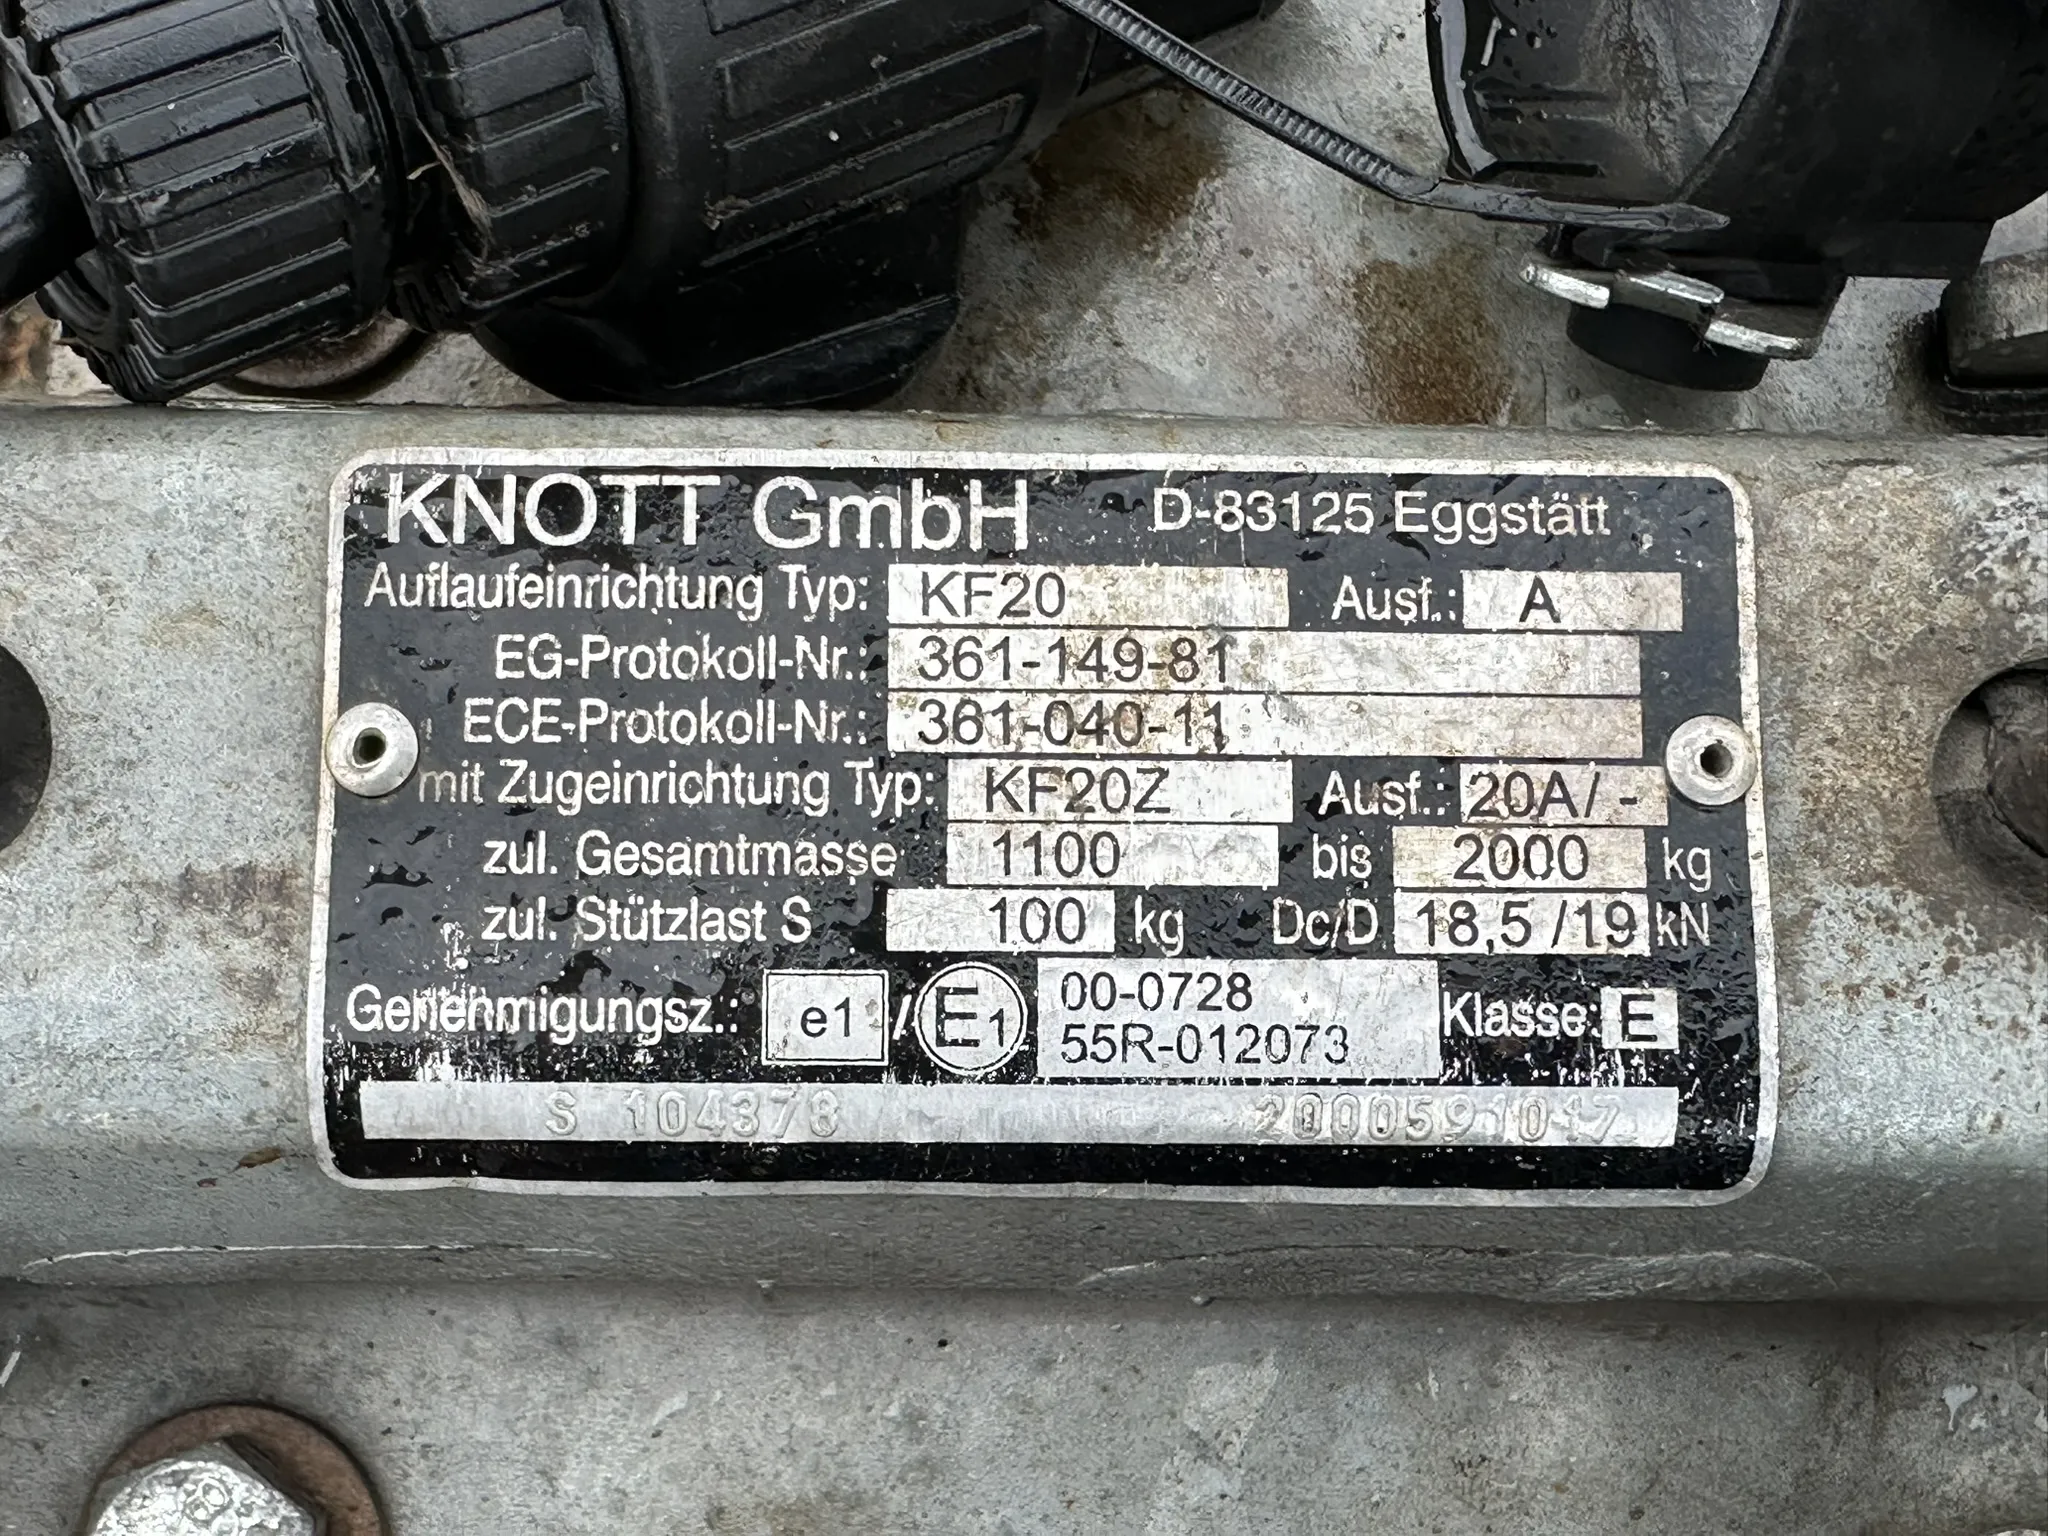 KNOTT GmbH D-83125 Eggstätt
Auflaufeinrichtung Typ: KF20 Ausf.: A
EG-Protokoll-Nr.: 361-149-81
ECE-Protokoll-Nr.: 361-040-11
mit Zugeinrichtung Typ: KF20Z Ausf.: 20A/-
zul. Gesamtmasse 1100 bis 2000 kg
zul. Stützlast S 100 kg Dc/D 18,5 /19 kN
Genehmigungsz.: e1 / E1 00-0728 Klasse: E
55R-012073
S 104378 2000591047